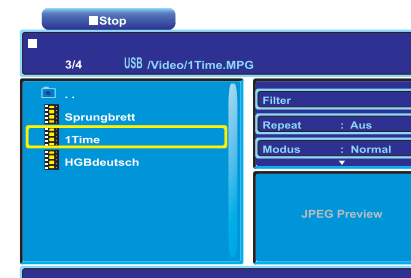 Stop
3/4 USB /Video/1Time.MPG
. .
Sprungbrett
1Time
HGBdeutsch
Filter
Repeat : Aus
Modus : Normal
JPEG Preview